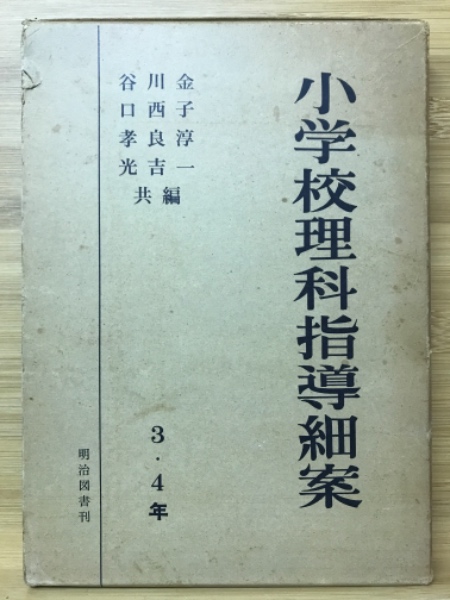 小学校理科指導細案
金子淳一
川西良吉
谷口孝光
共編
3・4年
明治図書刊